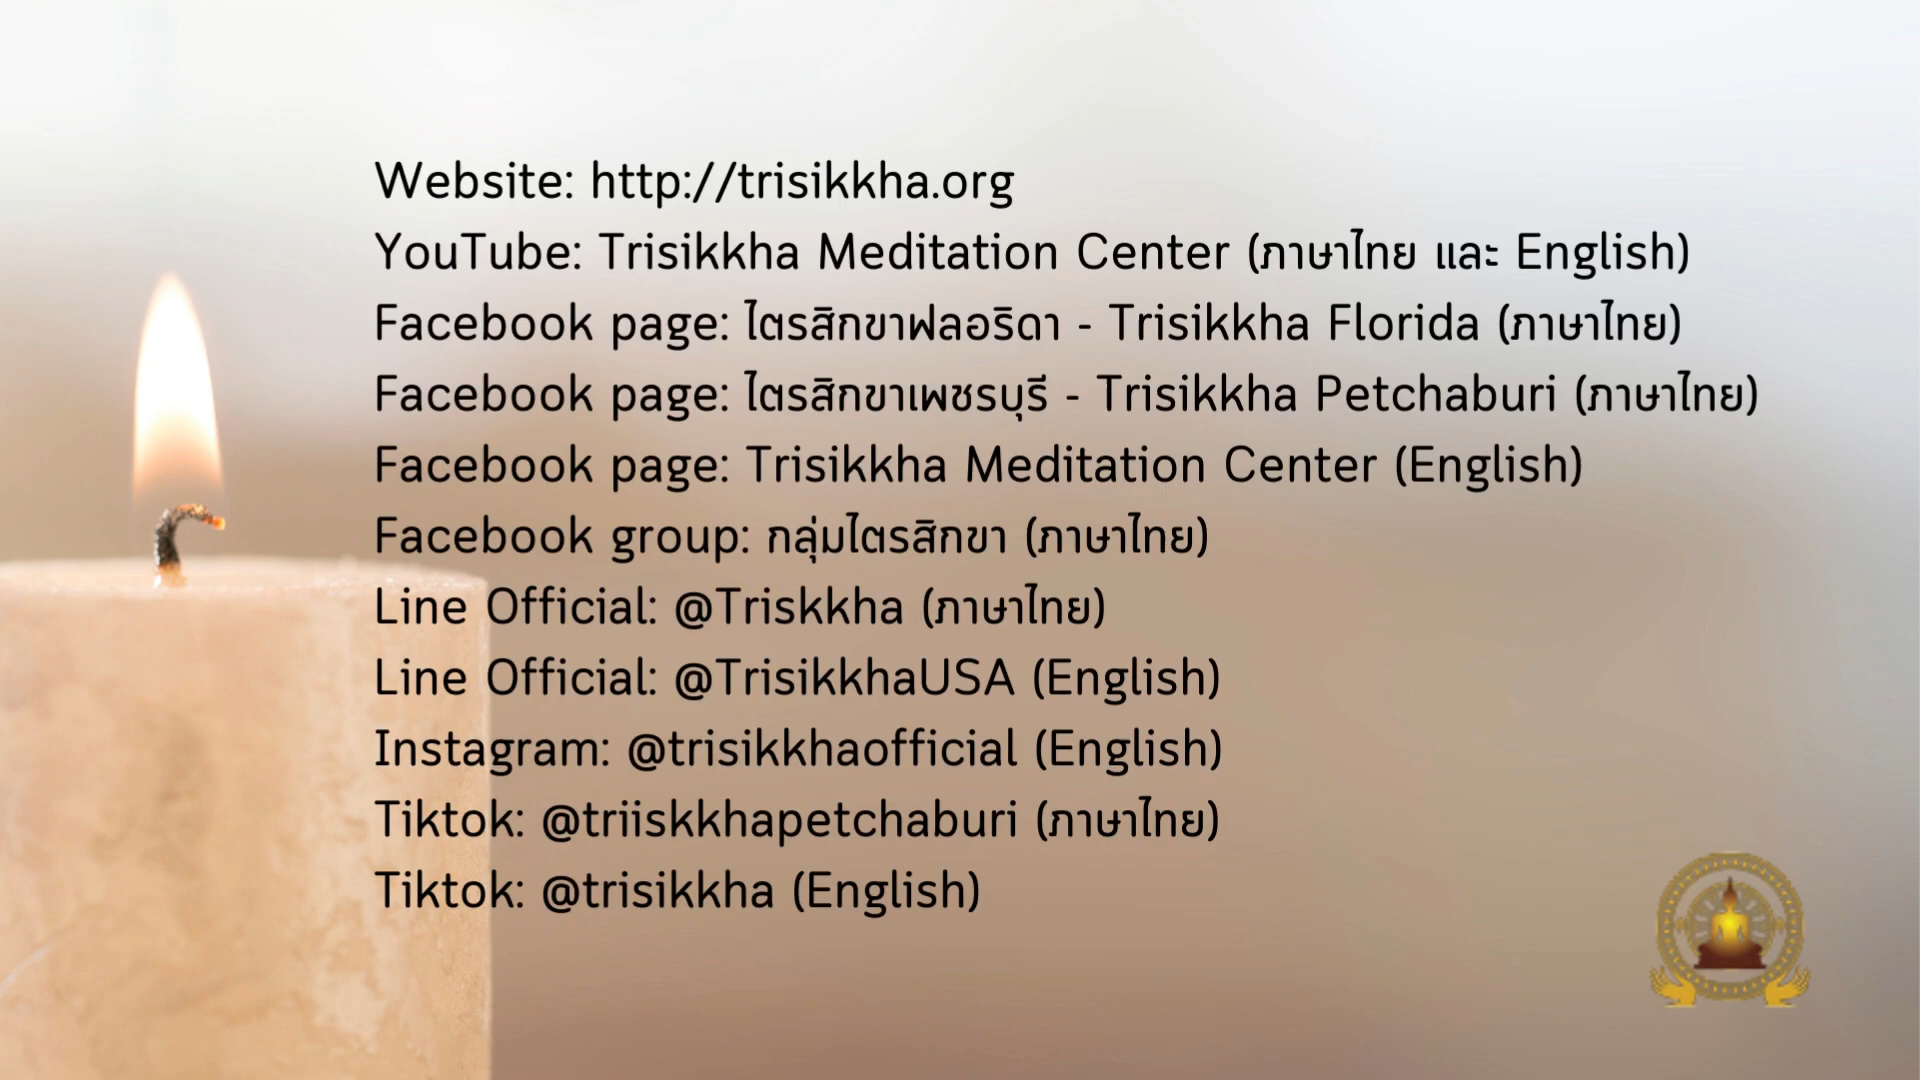 Website: http://trisikkha.org
YouTube: Trisikkha Meditation Center (ภาษาไทย และ English)
Facebook page: ไตรสิกขาฟลอริดา - Trisikkha Florida (ภาษาไทย)
Facebook page: ไตรสิกขาเพชรบุรี - Trisikkha Petchaburi (ภาษาไทย)
Facebook page: Trisikkha Meditation Center (English)
Facebook group: กลุ่มไตรสิกขา (ภาษาไทย)
Line Official: @Triskkha (ภาษาไทย)
Line Official: @TrisikkhaUSA (English)
Instagram: @trisikkhaofficial (English)
Tiktok: @triiskkhapetchaburi (ภาษาไทย)
Tiktok: @trisikkha (English)